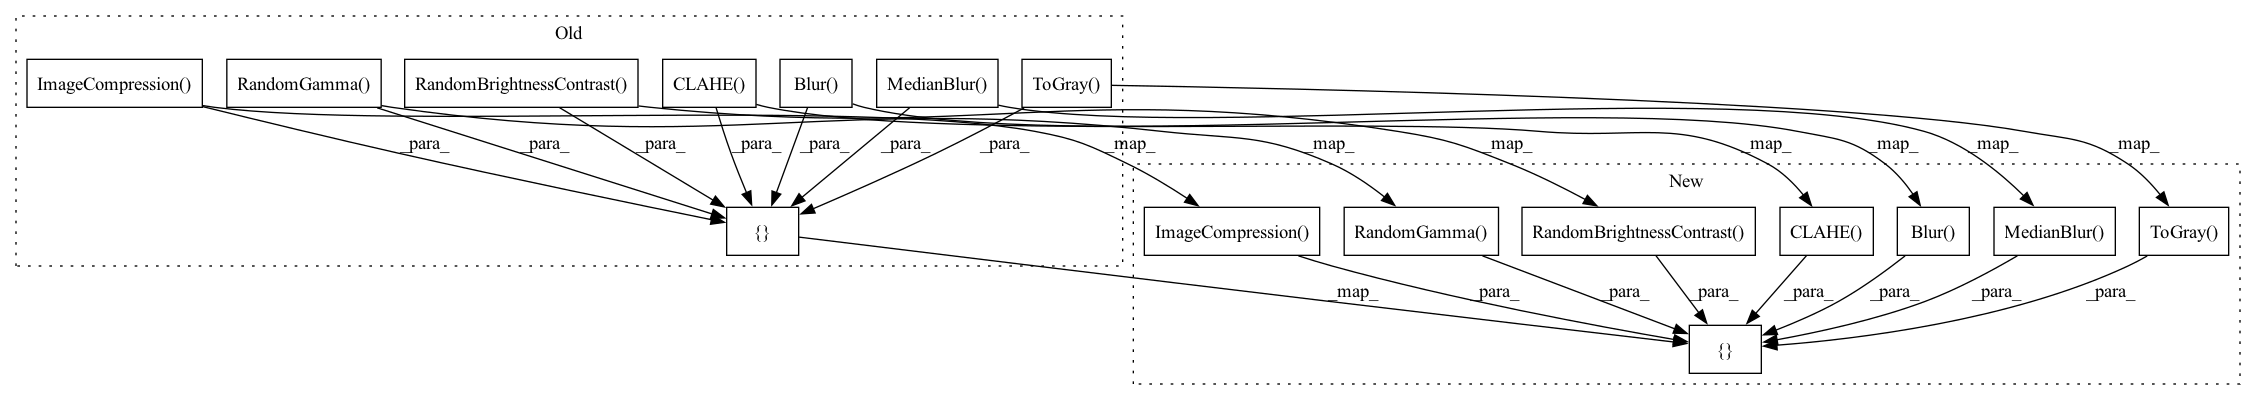 Old
ImageCompression() RandomGamma() RandomBrightnessContrast() CLAHE() Blur() MedianBlur() ToGray()
_para_ _para_ _para_ _para_ _para_ _para_ _para_ _map_ _map_ _map_ _map_ _map_ _map_ _map_
New
{} ImageCompression() RandomGamma() RandomBrightnessContrast() CLAHE() Blur() MedianBlur() ToGray()
_map_ _para_ _para_ _para_ _para_ _para_ _para_ _para_
{}